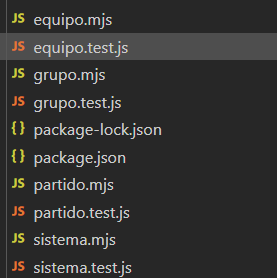 JS equipo.mjs
JS equipo.test.js
JS grupo.mjs
JS grupo.test.js
{ } package-lock.json
{ } package.json
JS partido.mjs
JS partido.test.js
JS sistema.mjs
JS sistema.test.js